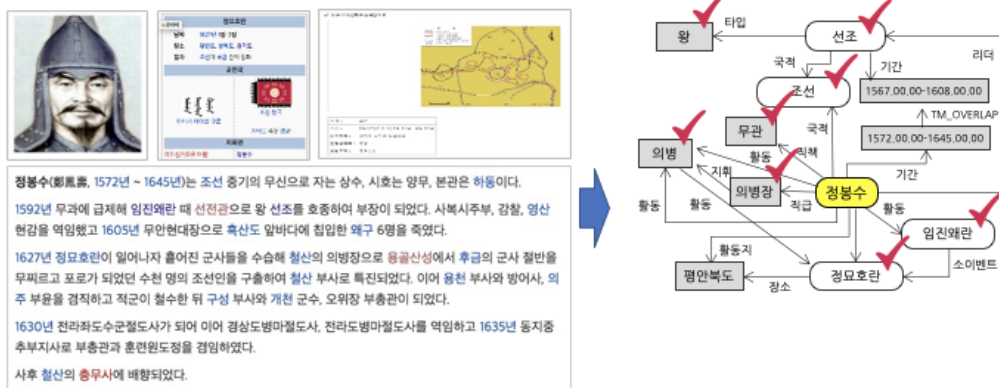 정묘호란
교전국
지휘관
정봉수
정봉수(鄭鳳壽, 1572년 ~ 1645년)는 조선 중기의 무신으로 자는 상수, 시호는 양무, 본관은 하동이다.
1592년 무과에 급제해 임진왜란 때 선전관으로 왕 선조를 호종하여 부장이 되었다. 사복시주부, 감찰, 영산
현감을 역임했고 1605년 무안현대장으로 흑산도 앞바다에 침입한 왜구 6명을 죽였다.
1627년 정묘호란이 일어나자 흩어진 군사들을 수습해 철산의 의병장으로 용골산성에서 후금의 군사 절반을
무찌르고 포로가 되었던 수천 명의 조선인을 구출하여 철산 부사로 특진되었다. 이어 용천 부사와 방어사, 의
주 부윤을 겸직하고 적군이 철수한 뒤 구성 부사와 개천 군수, 오위장 부총관이 되었다.
1630년 전라좌도수군절도사가 되어 이어 경상도병마절도사, 전라도병마절도사를 역임하고 1635년 동지중
추부지사로 부총관과 훈련원도정을 겸임하였다.
사후 철산의 충무사에 배향되었다.
왕
타입
선조
리더
국적
기간
조선
1567.00.00-1608.00.00
TM_OVERLAP
무관
국적
1572.00.00-1645.00.00
의병
활동
직책
기간
지휘
의병장
정봉수
활동
활동
직급
활동
임진왜란
활동지
평안북도
정묘호란
소이벤트
장소
4